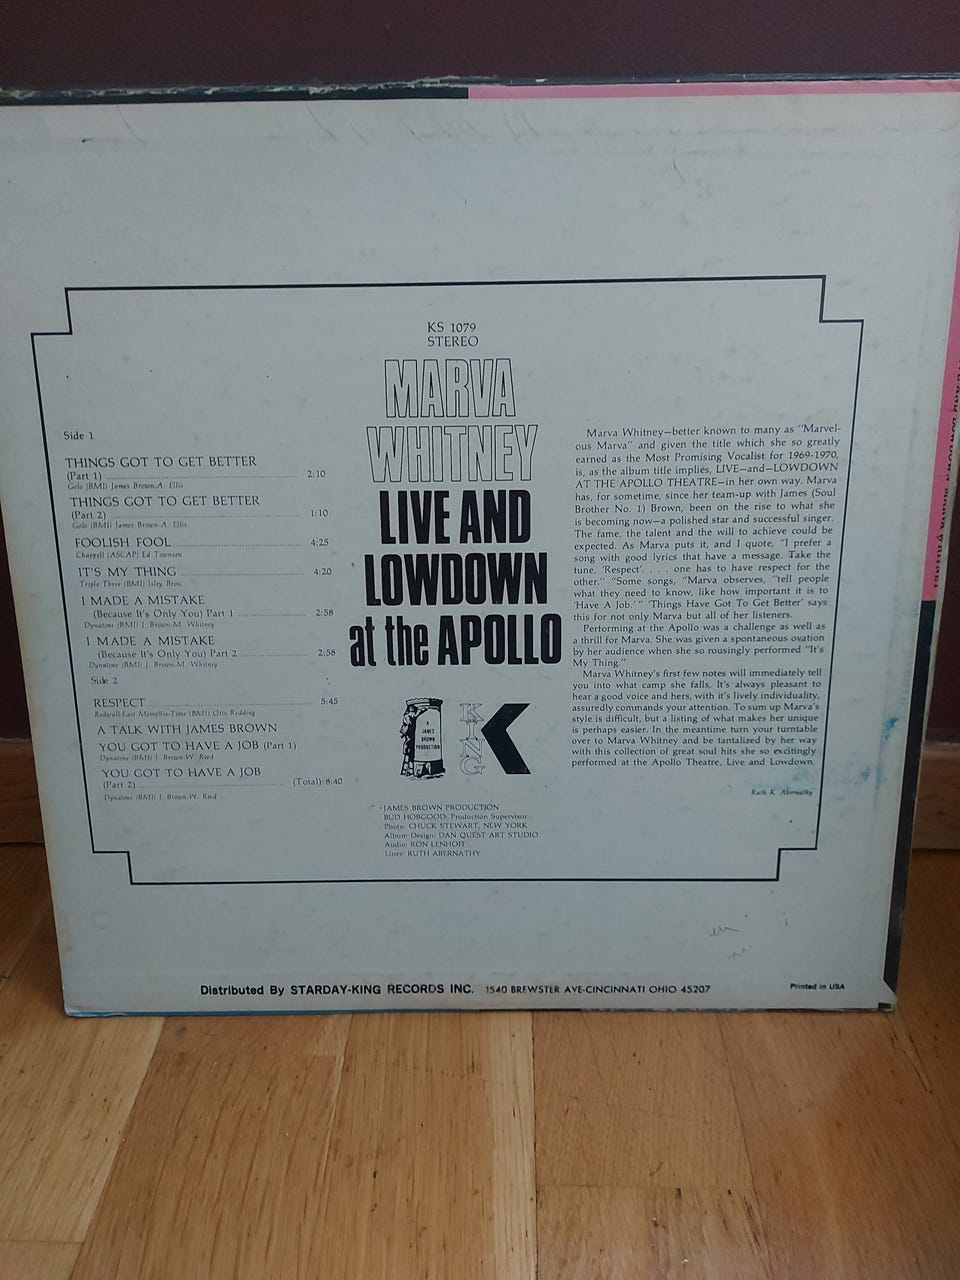 KS 1079
STEREO
MARVA
WHITNEY
LIVE AND
LOWDOWN
at the APOLLO
Side 1
THINGS GOT TO GET BETTER
(Part 1) 2:10
Golo (BMI) James Brown-A. Ellis
THINGS GOT TO GET BETTER
(Part 2) 1:10
Golo (BMI) James Brown-A. Ellis
FOOLISH FOOL 4:25
Chappell (ASCAP) Ed Townsen
IT'S MY THING 4:20
Triple Three (BMI) Isley Bros.
I MADE A MISTAKE
(Because It's Only You) Part 1 2:58
Dynatone (BMI) J. Brown-M. Whitney
I MADE A MISTAKE
(Because It's Only You) Part 2 2:58
Dynatone (BMI) J. Brown-M. Whitney
Side 2
RESPECT 5:45
Redwall-East Memphis-Time (BMI) Otis Redding
A TALK WITH JAMES BROWN
YOU GOT TO HAVE A JOB (Part 1)
Dynatone (BMI) J. Brown-W. Reed
YOU GOT TO HAVE A JOB
(Part 2) (Total) 8:40
Dynatone (BMI) J. Brown-W. Reed
JAMES
BROWN
PRODUCTION
KING
JAMES BROWN PRODUCTION
BUD HOBGOOD: Production Supervisor
Photo: CHUCK STEWART, NEW YORK
Album Design: DAN QUEST ART STUDIO
Audio: RON LENHOFF
Liner: RUTH ABERNATHY
Marva Whitney—better known to many as "Marvel-
ous Marva" and given the title which she so greatly
earned as the Most Promising Vocalist for 1969-1970,
is, as the album title implies, LIVE—and—LOWDOWN
AT THE APOLLO THEATRE—in her own way. Marva
has, for sometime, since her team-up with James (Soul
Brother No. 1) Brown, been on the rise to what she
is becoming now—a polished star and successful singer.
The fame, the talent and the will to achieve could be
expected. As Marva puts it, and I quote, "I prefer a
song with good lyrics that have a message. Take the
tune, 'Respect'. . . . one has to have respect for the
other." "Some songs, "Marva observes, "tell people
what they need to know, like how important it is to
'Have A Job.' " 'Things Have Got To Get Better' says
this for not only Marva but all of her listeners.
Performing at the Apollo was a challenge as well as
a thrill for Marva. She was given a spontaneous ovation
by her audience when she so rousingly performed "It's
My Thing."
Marva Whitney's first few notes will immediately tell
you into what camp she falls. It's always pleasant to
hear a good voice and hers, with it's lively individuality,
assuredly commands your attention. To sum up Marva's
style is difficult, but a listing of what makes her unique
is perhaps easier. In the meantime turn your turntable
over to Marva Whitney and be tantalized by her way
with this collection of great soul hits she so excitingly
performed at the Apollo Theatre, Live and Lowdown.
Ruth R. Abernathy
Distributed By STARDAY-KING RECORDS INC. 1540 BREWSTER AVE-CINCINNATI OHIO 45207
Printed in USA